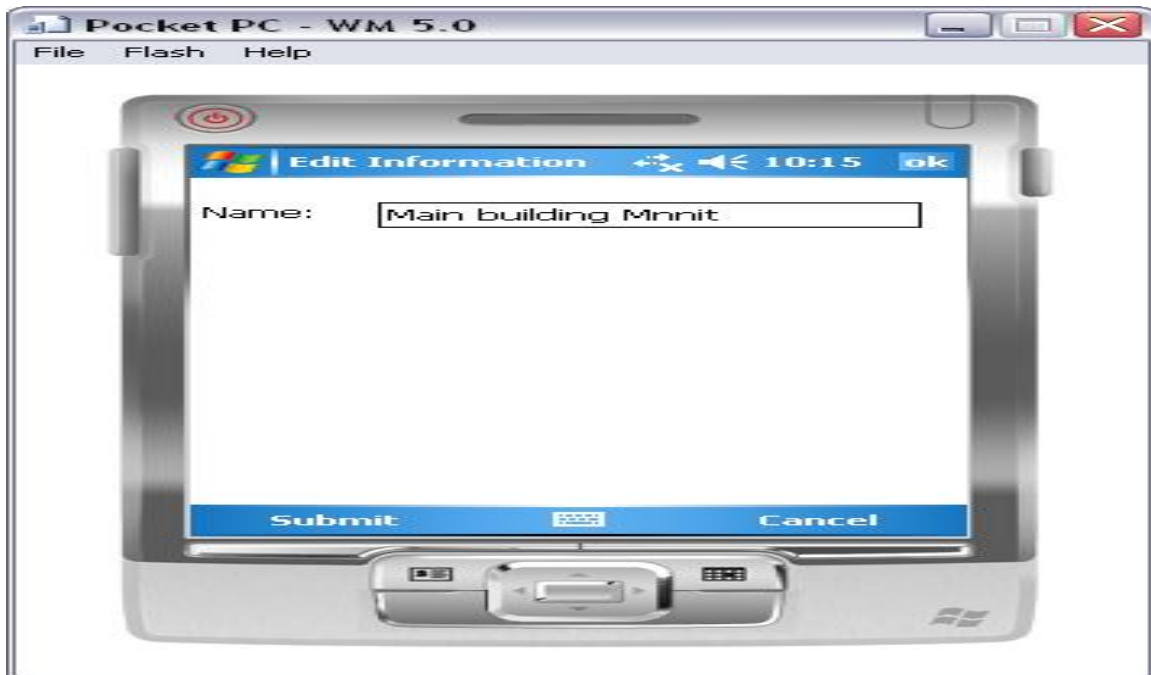 Pocket PC - WM 5.0
File Flash Help
Edit Information 10:15 ok
Name: Main building Mnnit
Submit Cancel